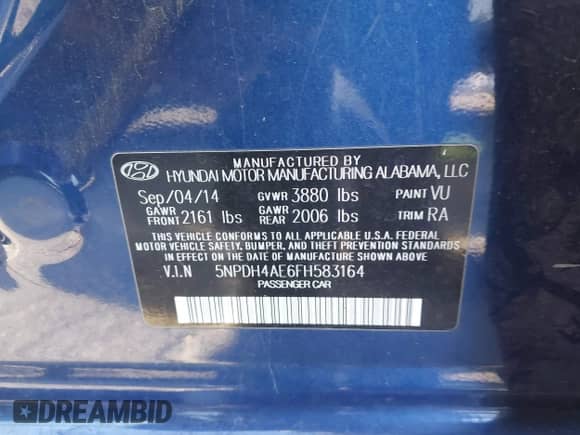 MANUFACTURED BY
HYUNDAI MOTOR MANUFACTURING ALABAMA, LLC
Sep/04/14 GVWR 3880 lbs PAINT VU
GAWR FRONT 2161 lbs GAWR REAR 2006 lbs TRIM RA
THIS VEHICLE CONFORMS TO ALL APPLICABLE U.S.A. FEDERAL
MOTOR VEHICLE SAFETY, BUMPER, AND THEFT PREVENTION STANDARDS
IN EFFECT ON THE DATE OF MANUFACTURE SHOWN ABOVE.
V.I.N 5NPDH4AE6FH583164
PASSENGER CAR
DREAMBID